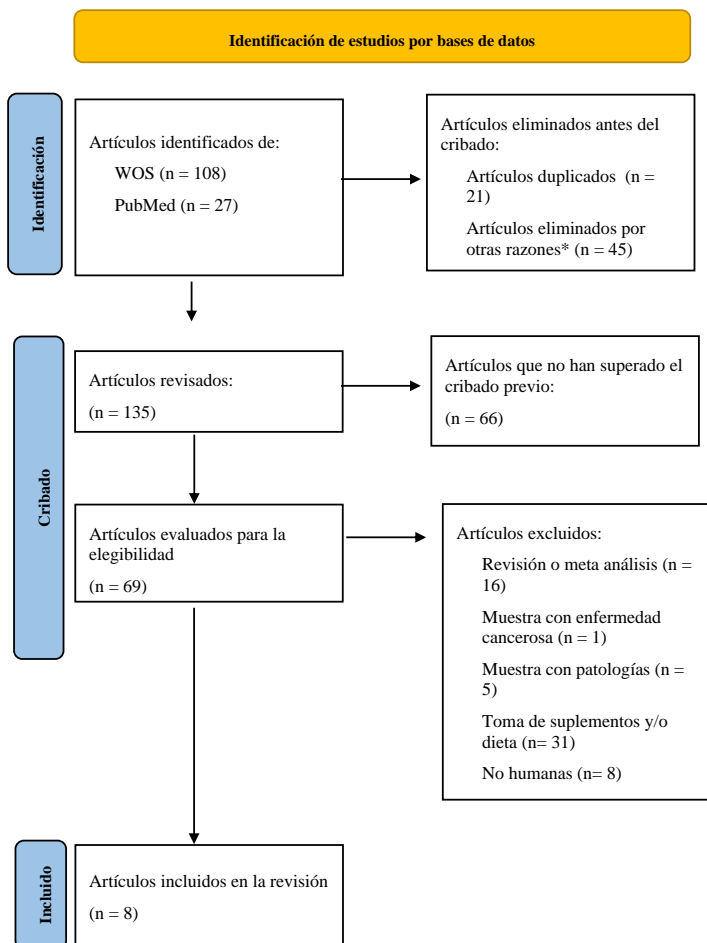 Identificación de estudios por bases de datos
Identificación
Artículos identificados de:
WOS (n = 108)
PubMed (n = 27)
Artículos eliminados antes del
cribado:
Artículos duplicados (n =
21)
Artículos eliminados por
otras razones* (n = 45)
Cribado
Artículos revisados:
(n = 135)
Artículos que no han superado el
cribado previo:
(n = 66)
Artículos evaluados para la
elegibilidad
(n = 69)
Artículos excluidos:
Revisión o meta análisis (n =
16)
Muestra con enfermedad
cancerosa (n = 1)
Muestra con patologías (n =
5)
Toma de suplementos y/o
dieta (n= 31)
No humanas (n= 8)
Incluido
Artículos incluidos en la revisión
(n = 8)